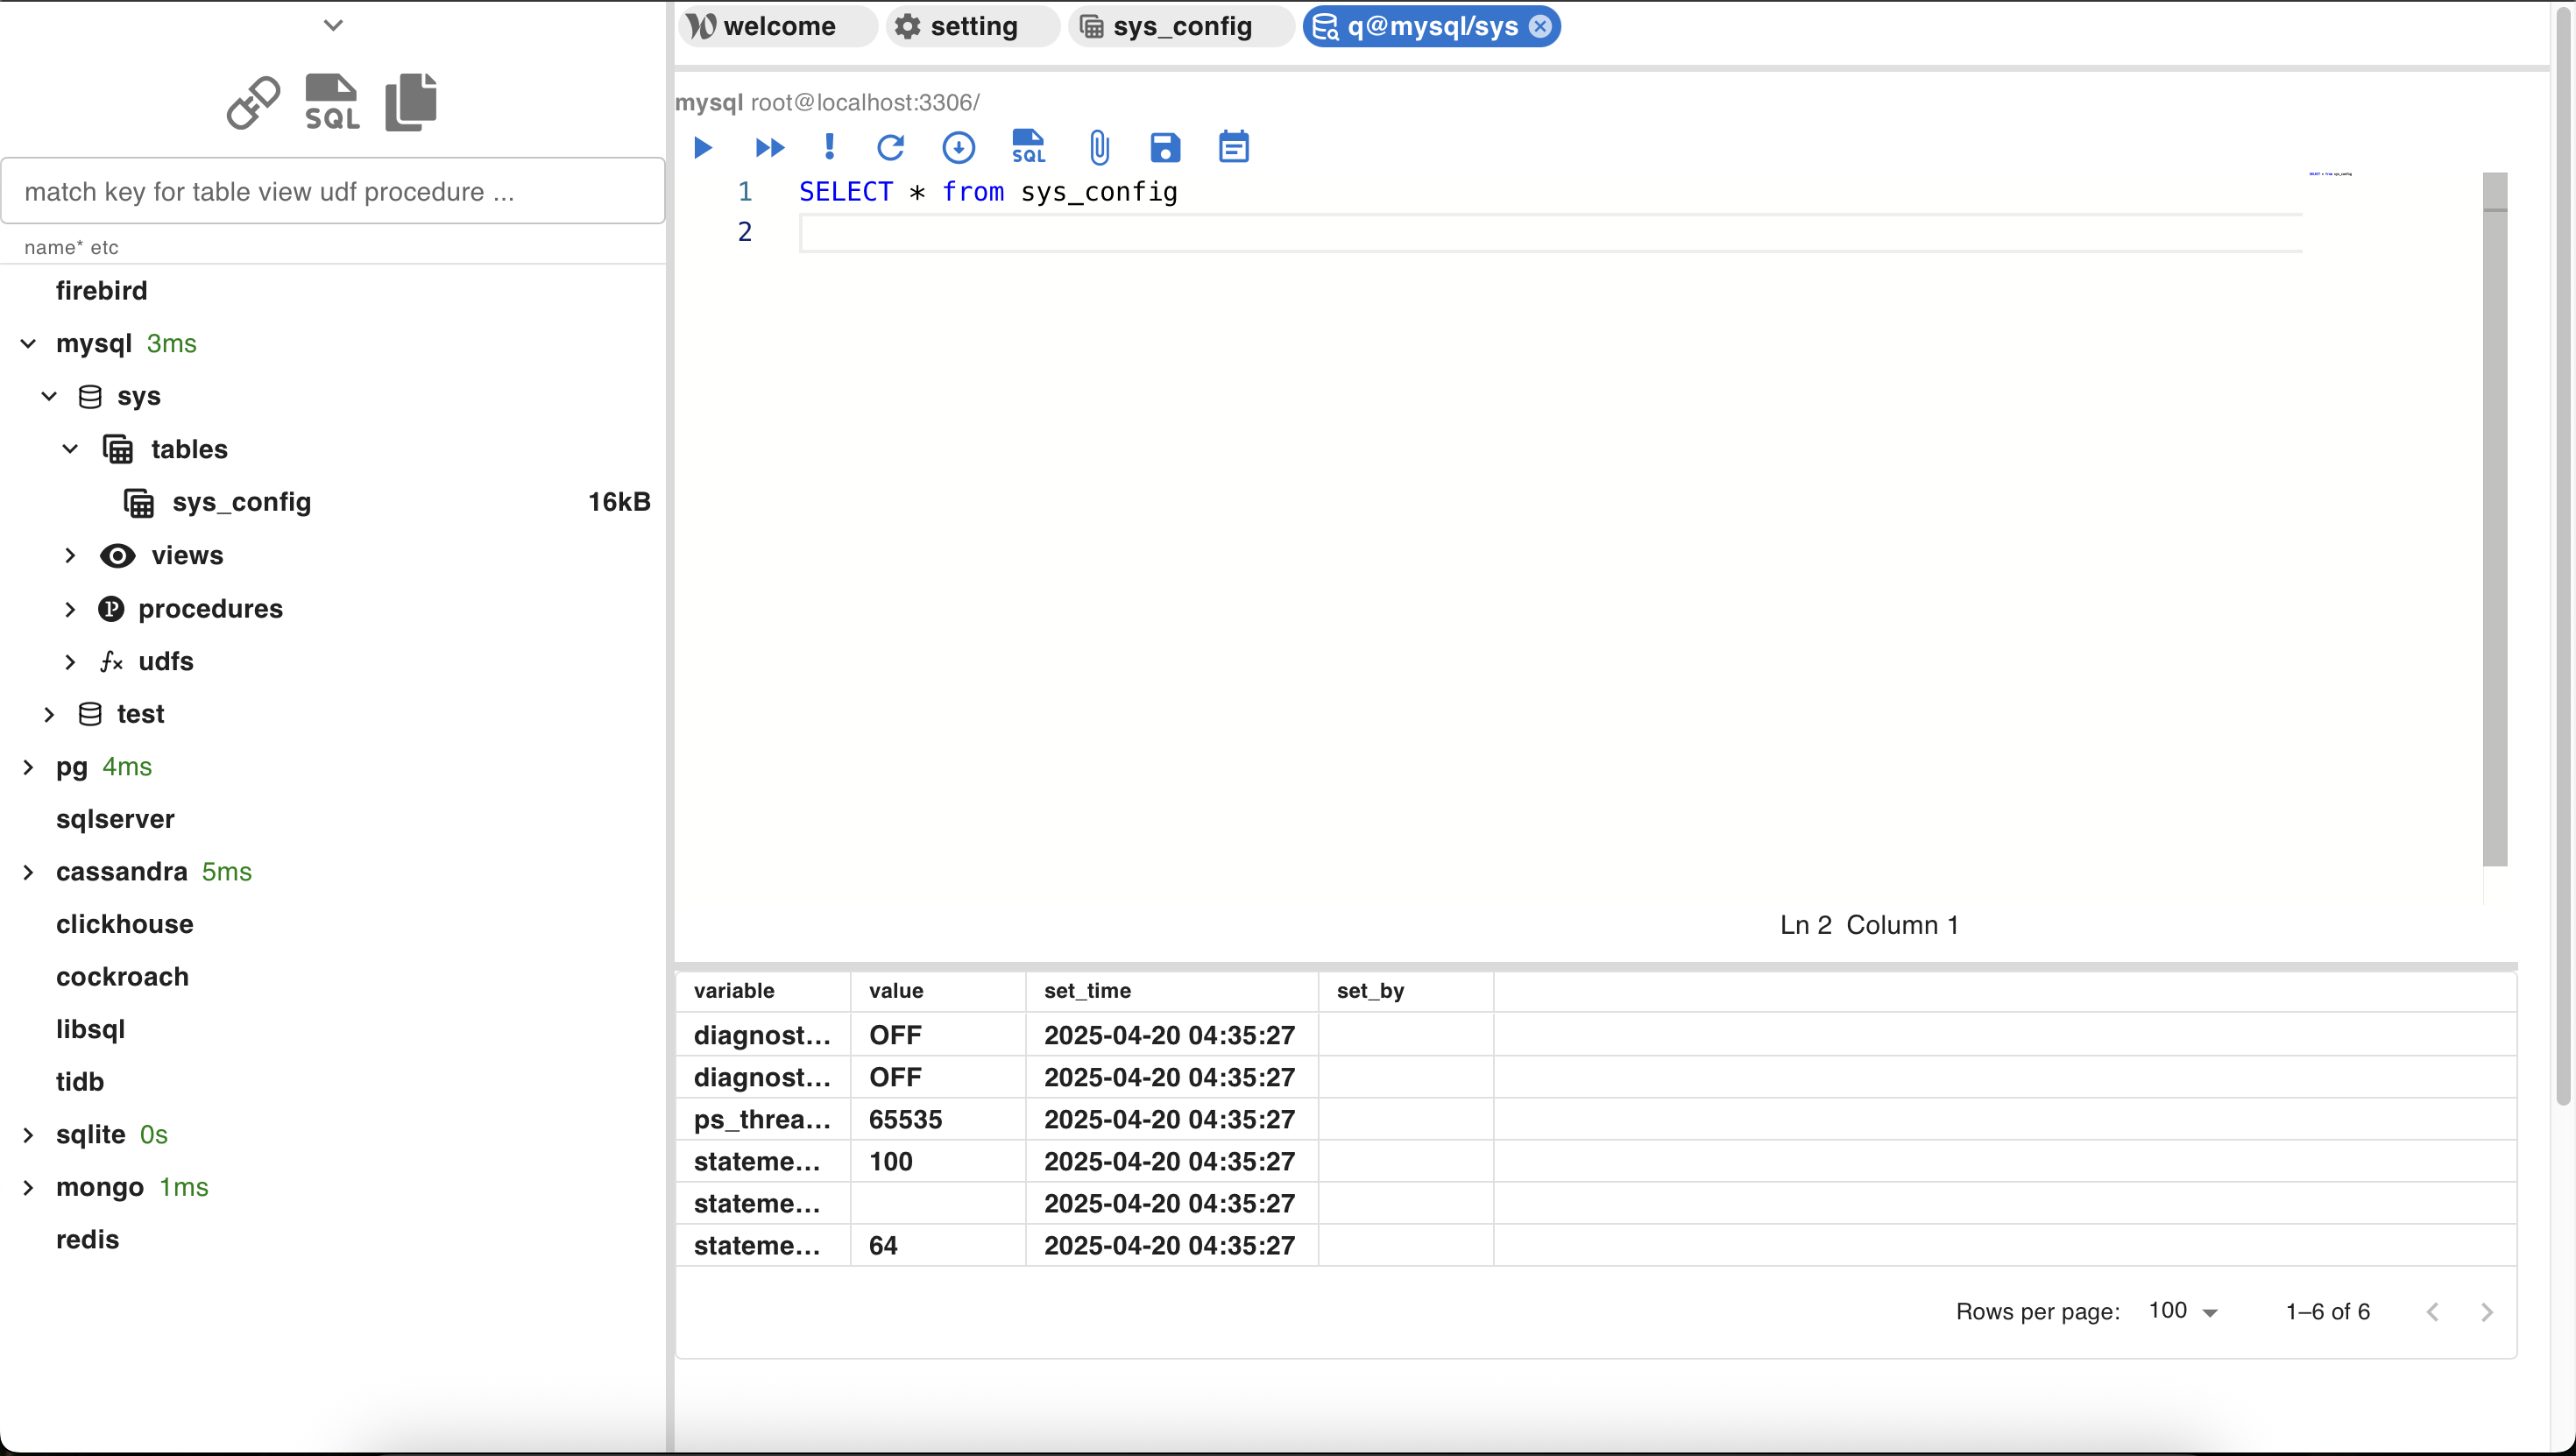 welcome setting sys_config q@mysql/sys
SQL
match key for table view udf procedure ...
name* etc
firebird
mysql 3ms
sys
tables
sys_config 16kB
views
procedures
udfs
test
pg 4ms
sqlserver
cassandra 5ms
clickhouse
cockroach
libsql
tidb
sqlite 0s
mongo 1ms
redis
mysql root@localhost:3306/
SQL
1 SELECT * from sys_config
2
SELECT * from sys_config
Ln 2 Column 1
variable value set_time set_by
diagnost... OFF 2025-04-20 04:35:27
diagnost... OFF 2025-04-20 04:35:27
ps_threa... 65535 2025-04-20 04:35:27
stateme... 100 2025-04-20 04:35:27
stateme... 2025-04-20 04:35:27
stateme... 64 2025-04-20 04:35:27
Rows per page: 100 1–6 of 6